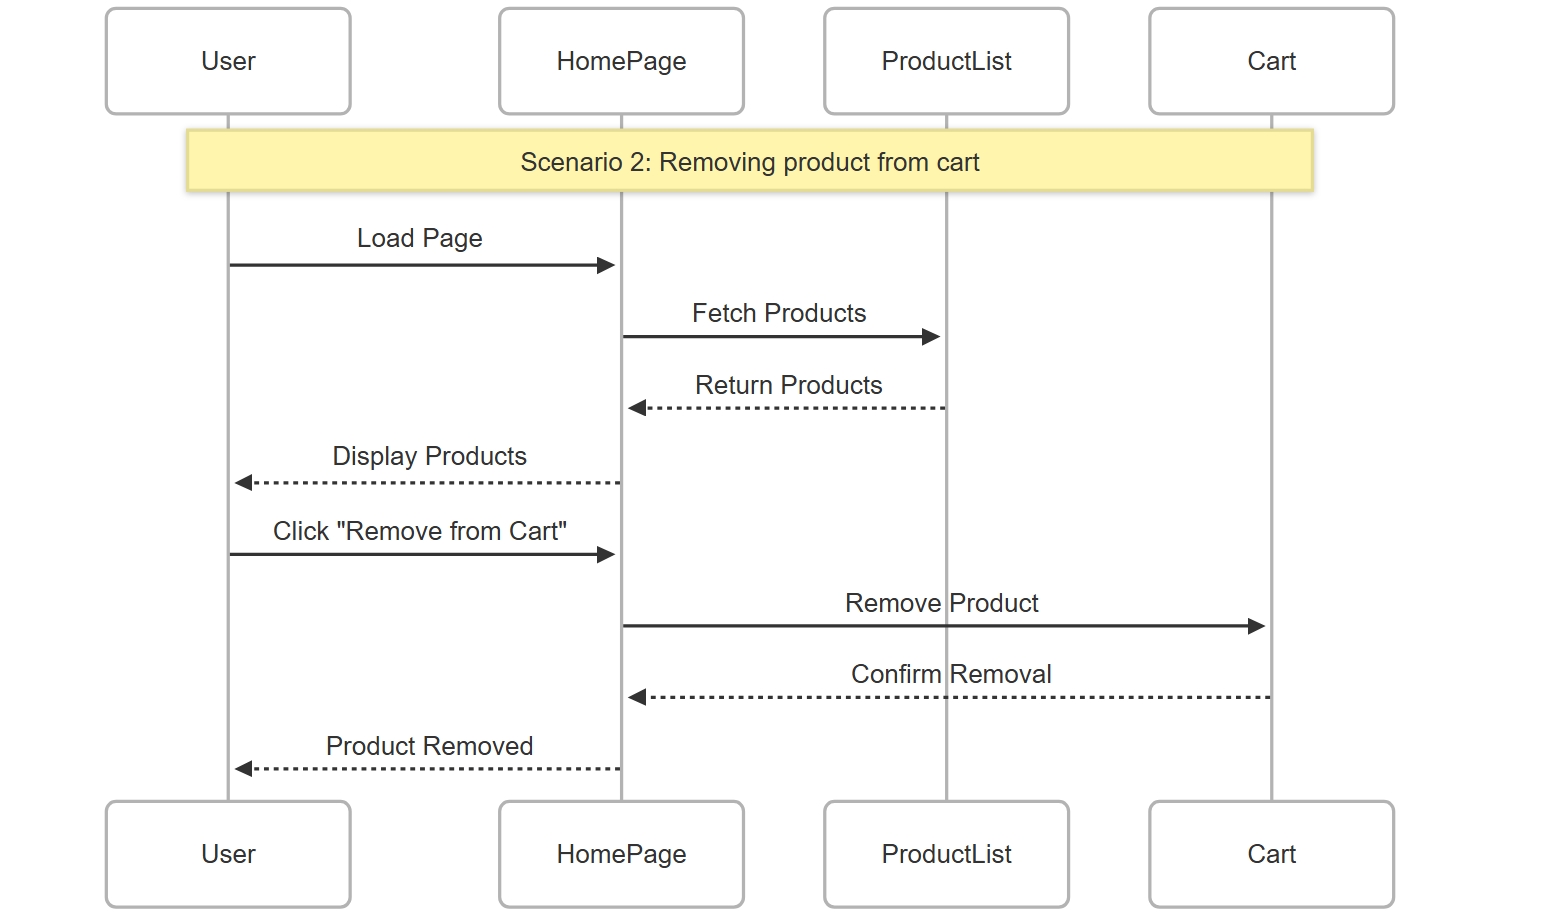 User
HomePage
ProductList
Cart
Scenario 2: Removing product from cart
Load Page
Fetch Products
Return Products
Display Products
Click "Remove from Cart"
Remove Product
Confirm Removal
Product Removed
User
HomePage
ProductList
Cart